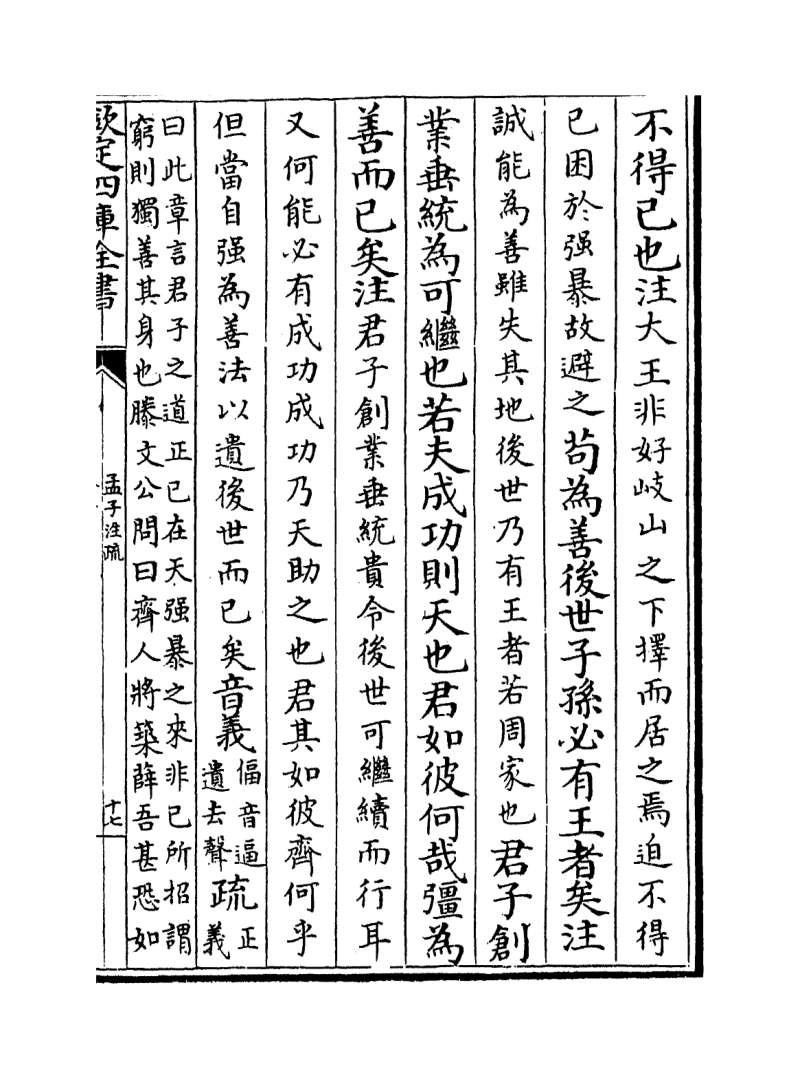 不得已也注大王非好岐山之下擇而居之焉迫不得
已困於强暴故避之苟為善後世子孫必有王者矣注
誠能為善雖失其地後世乃有王者若周家也君子創
業垂統為可繼也若夫成功則天也君如彼何哉彊為
善而已矣注君子創業垂統貴令後世可繼續而行耳
又何能必有成功成功乃天助之也君其如彼齊何乎
但當自强為善法以遺後世而已矣音義偪音逼遺去聲疏正義
曰此章言君子之道正已在天强暴之來非已所招謂
窮則獨善其身也滕文公問曰齊人將築薛吾甚恐如
欽定四庫全書
孟子注疏
十七